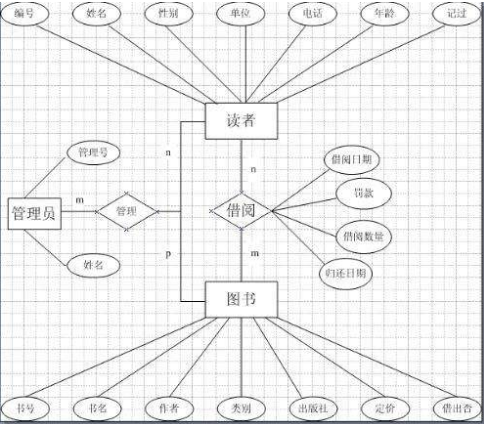 编号 姓名 性别 单位 电话 年龄 记过
读者
管理号
n
n
借阅日期
罚款
管理员
m
管理
借阅
借阅数量
p
m
姓名
归还日期
图书
书号 书名 作者 类别 出版社 定价 借出否